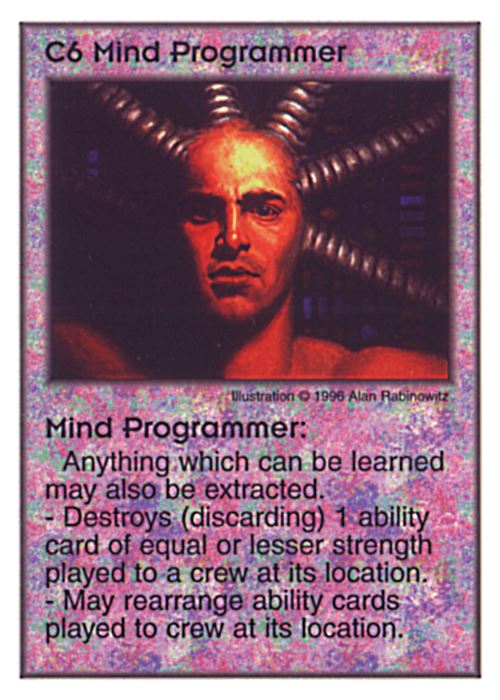 C6 Mind Programmer
Illustration © 1996 Alan Rabinowitz
Mind Programmer:
Anything which can be learned
may also be extracted.
- Destroys (discarding) 1 ability
card of equal or lesser strength
played to a crew at its location.
- May rearrange ability cards
played to crew at its location.